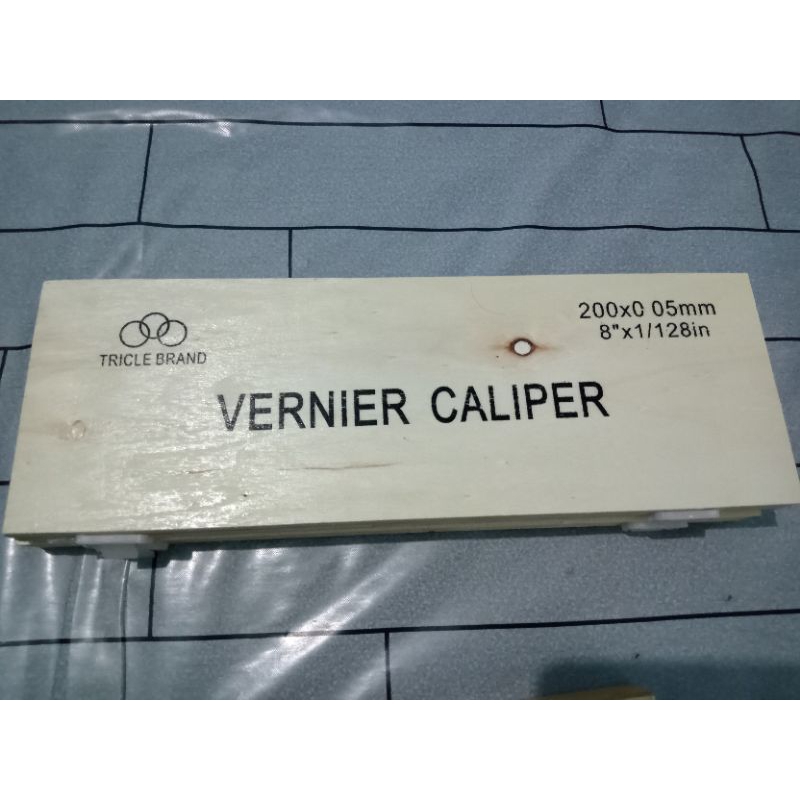 200x0 05mm
8"x1/128in
TRICLE BRAND
VERNIER CALIPER